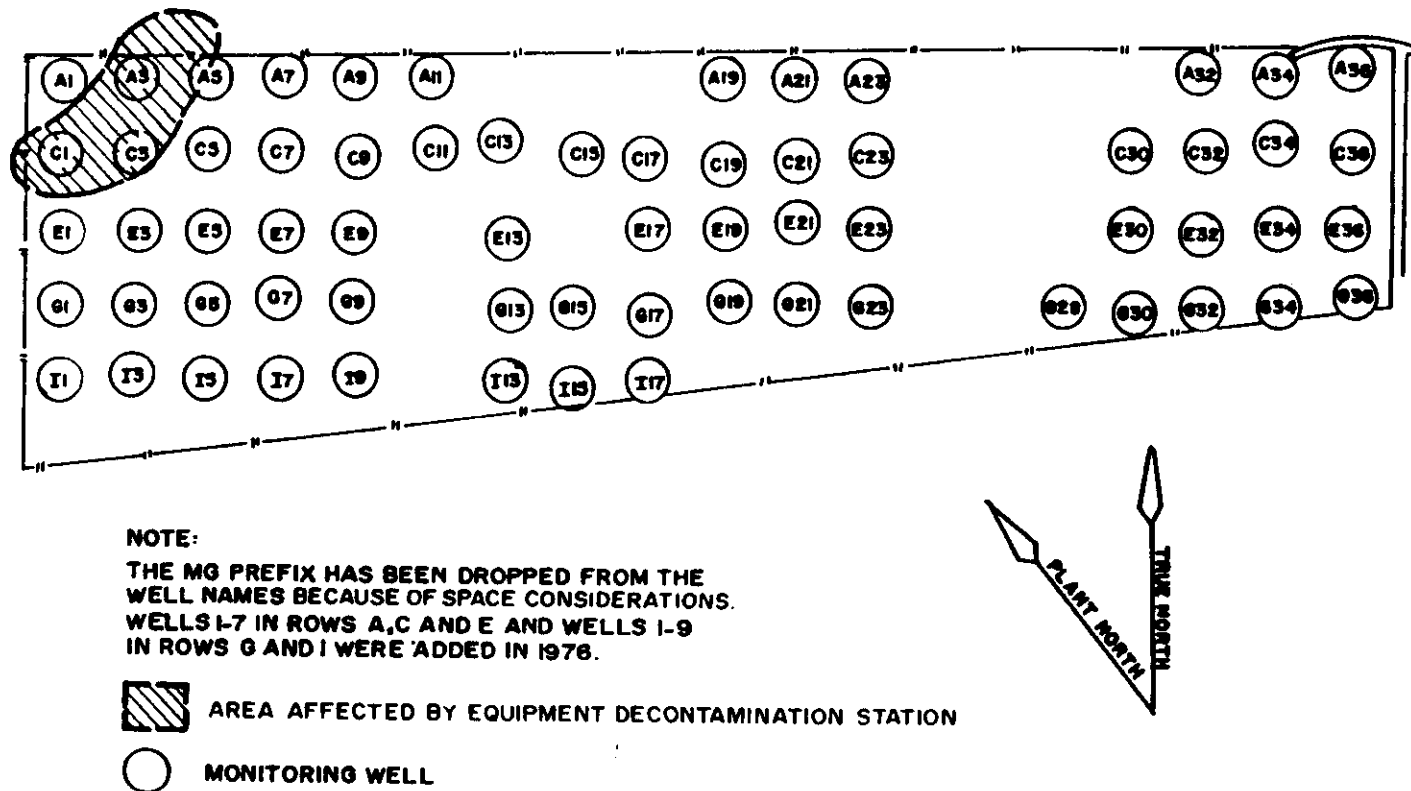 A1 A3 A5 A7 A9 A11 A19 A21 A23 A32 A34 A36
C1 C3 C5 C7 C9 C11 C13 C15 C17 C19 C21 C23 C30 C32 C34 C36
E1 E3 E5 E7 E9 E13 E17 E19 E21 E23 E30 E32 E34 E36
G1 G3 G5 G7 G9 G13 G15 G17 G19 G21 G23 G28 G30 G32 G34 G36
I1 I3 I5 I7 I9 I13 I15 I17
NOTE:
THE MG PREFIX HAS BEEN DROPPED FROM THE
WELL NAMES BECAUSE OF SPACE CONSIDERATIONS.
WELLS 1-7 IN ROWS A,C AND E AND WELLS 1-9
IN ROWS G AND I WERE ADDED IN 1976.
AREA AFFECTED BY EQUIPMENT DECONTAMINATION STATION
MONITORING WELL
PLANT NORTH
TRUE NORTH